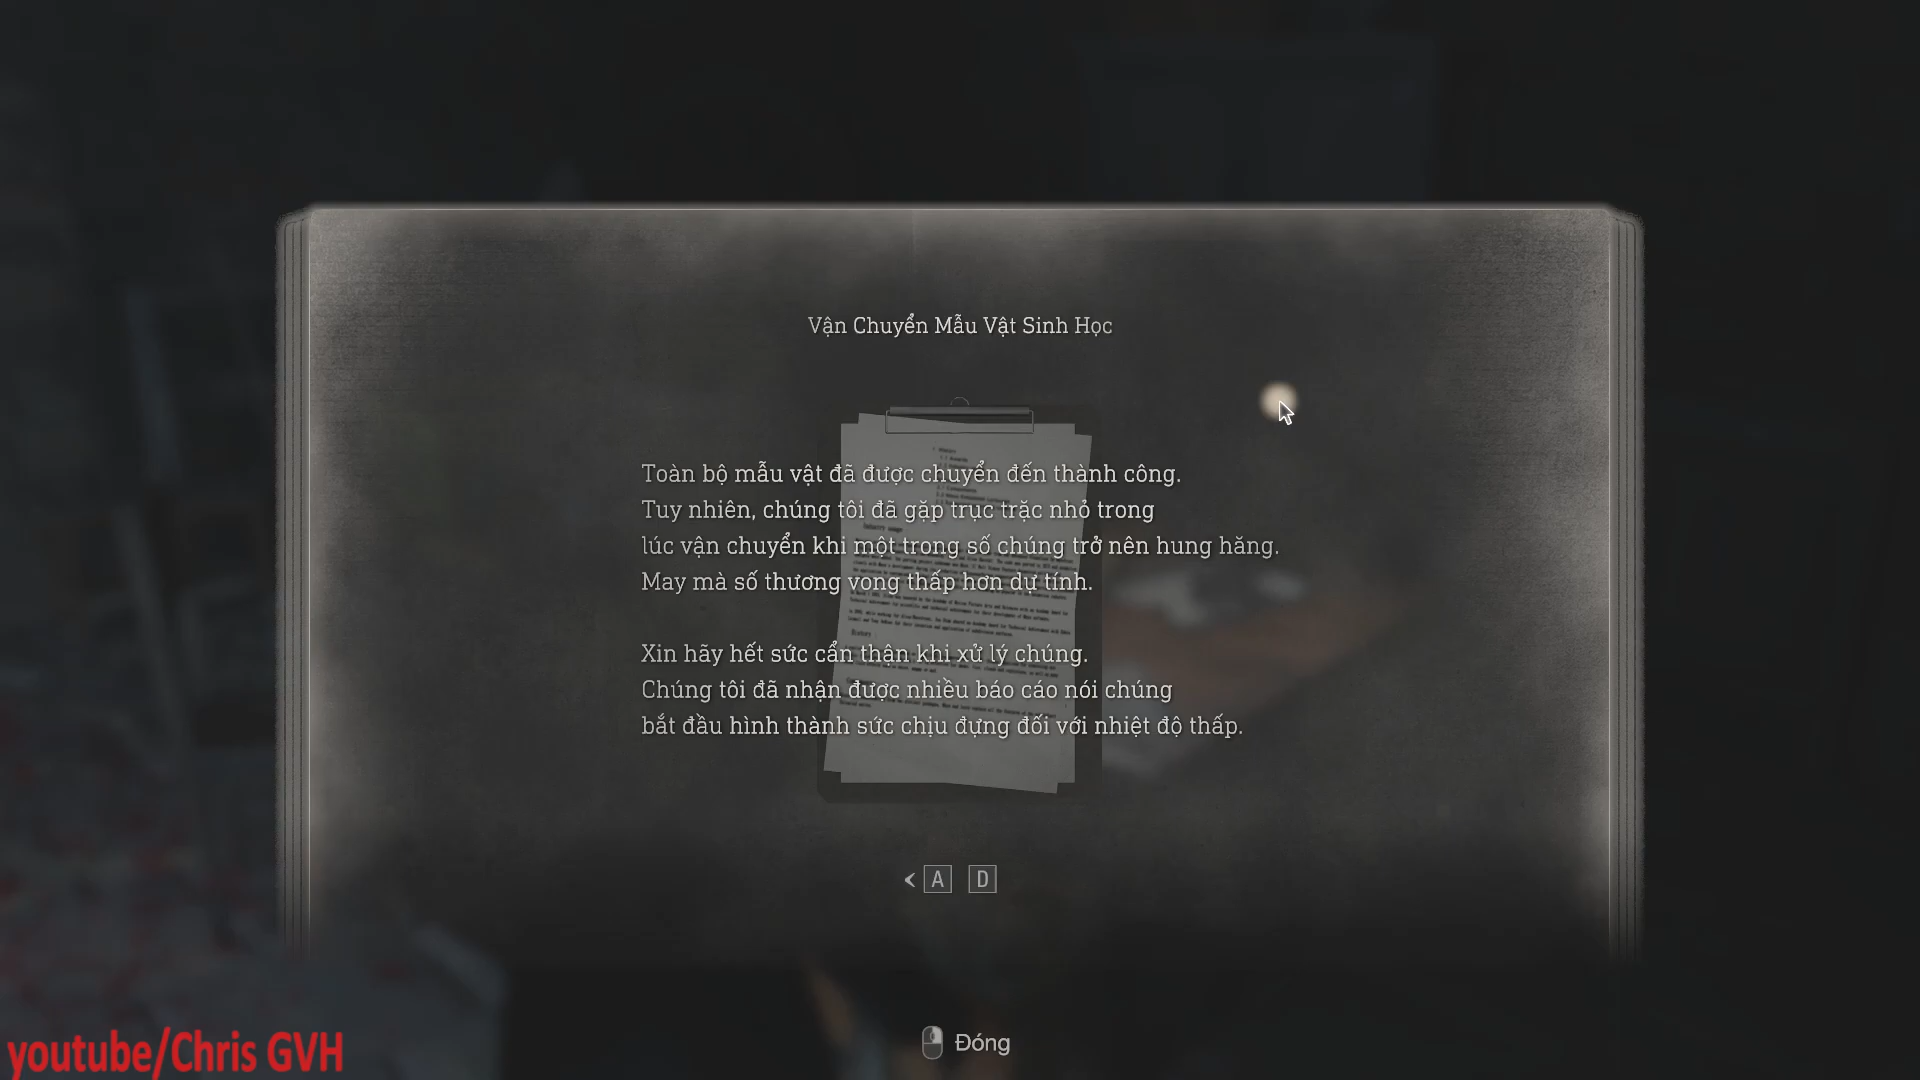 Vận Chuyển Mẫu Vật Sinh Học
Toàn bộ mẫu vật đã được chuyển đến thành công.
Tuy nhiên, chúng tôi đã gặp trục trặc nhỏ trong
lúc vận chuyển khi một trong số chúng trở nên hung hăng.
May mà số thương vong thấp hơn dự tính.
Xin hãy hết sức cẩn thận khi xử lý chúng.
Chúng tôi đã nhận được nhiều báo cáo nói chúng
bắt đầu hình thành sức chịu đựng đối với nhiệt độ thấp.
< A D
Đóng
youtube/Chris GVH